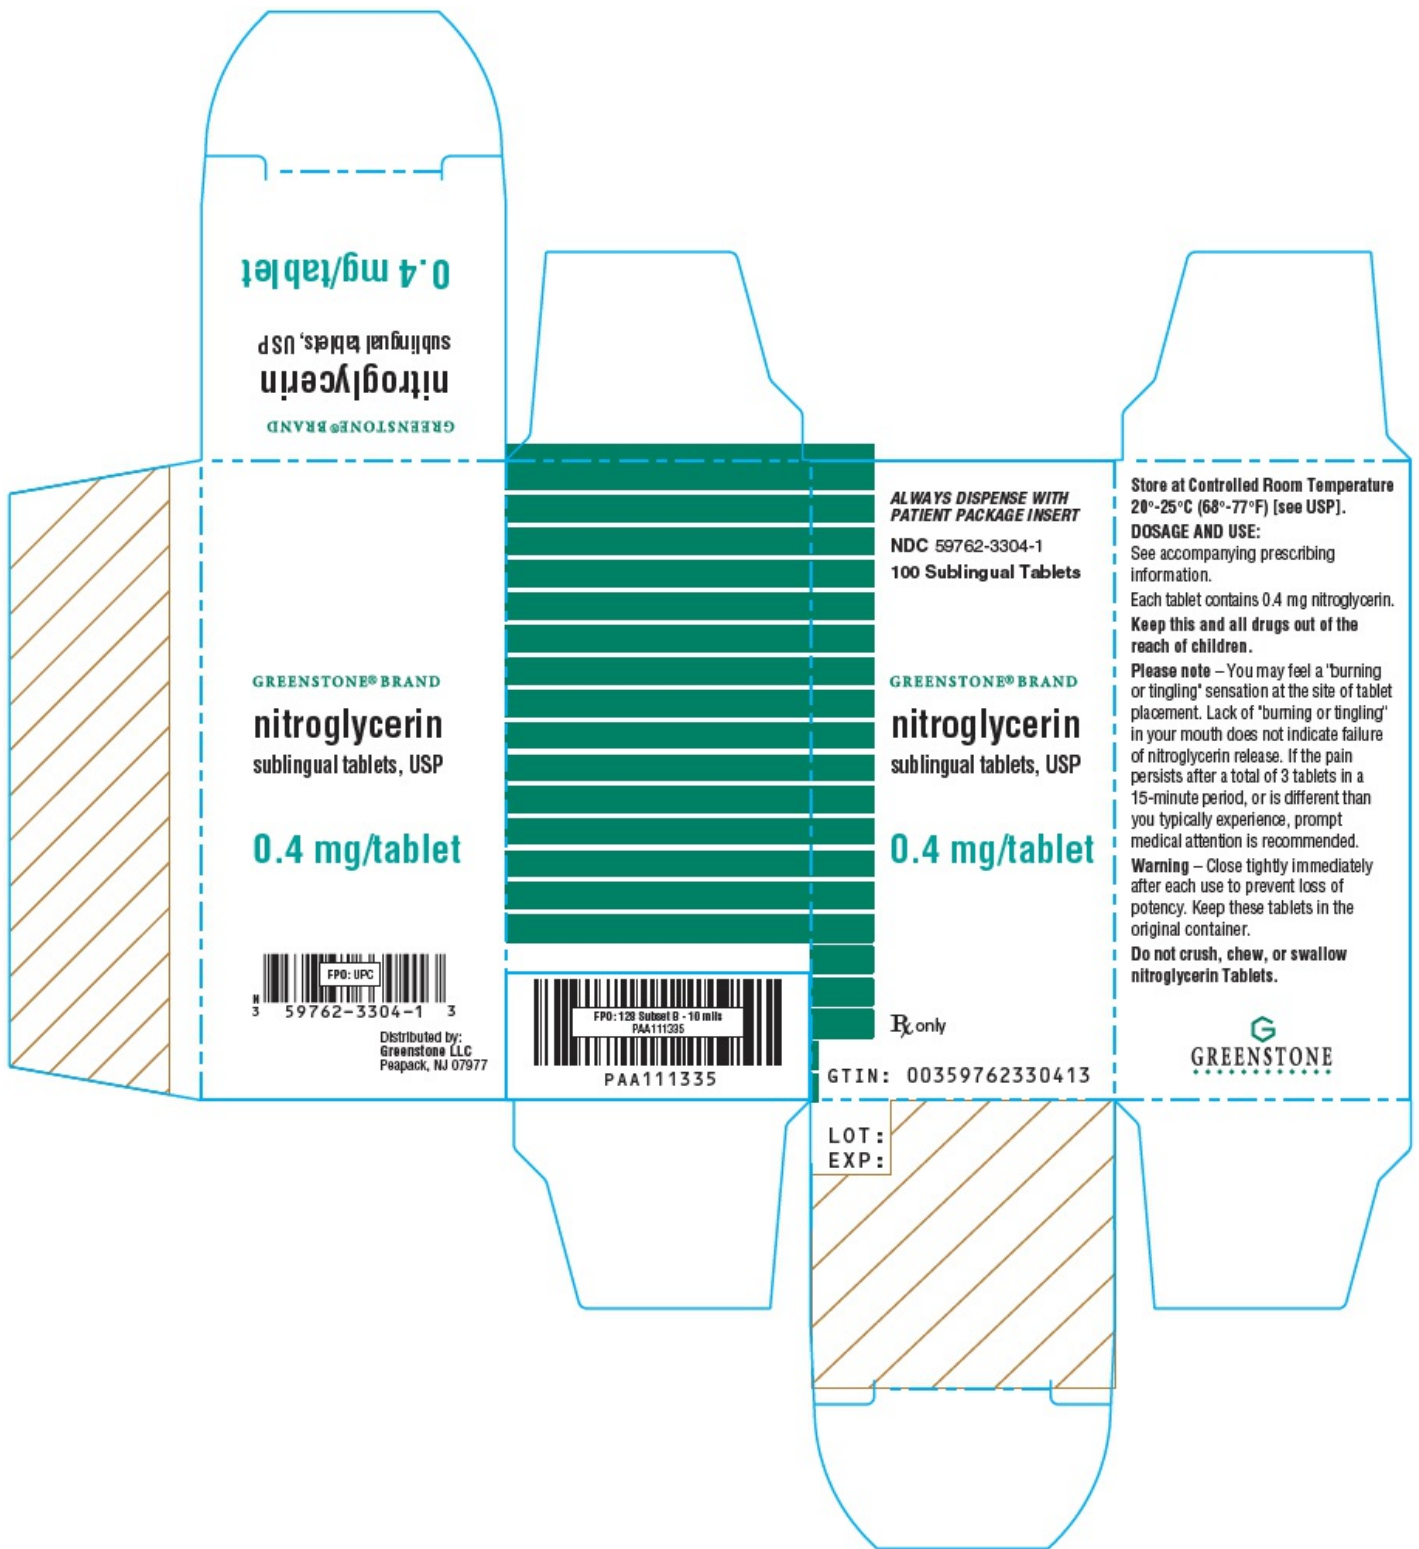 0.4 mg/tablet
sublingual tablets, USP
nitroglycerin
GREENSTONE® BRAND
GREENSTONE® BRAND
nitroglycerin
sublingual tablets, USP
0.4 mg/tablet
FPO: UPC
N
3 59762-3304-1 3
Distributed by:
Greenstone LLC
Peapack, NJ 07977
FPO: 128 Subset B - 10 mils
PAA111335
PAA111335
ALWAYS DISPENSE WITH
PATIENT PACKAGE INSERT
NDC 59762-3304-1
100 Sublingual Tablets
GREENSTONE® BRAND
nitroglycerin
sublingual tablets, USP
0.4 mg/tablet
℞ only
GTIN: 00359762330413
LOT:
EXP:
Store at Controlled Room Temperature
20°-25°C (68°-77°F) [see USP].
DOSAGE AND USE:
See accompanying prescribing
information.
Each tablet contains 0.4 mg nitroglycerin.
Keep this and all drugs out of the
reach of children.
Please note – You may feel a "burning
or tingling" sensation at the site of tablet
placement. Lack of "burning or tingling"
in your mouth does not indicate failure
of nitroglycerin release. If the pain
persists after a total of 3 tablets in a
15-minute period, or is different than
you typically experience, prompt
medical attention is recommended.
Warning – Close tightly immediately
after each use to prevent loss of
potency. Keep these tablets in the
original container.
Do not crush, chew, or swallow
nitroglycerin Tablets.
G
GREENSTONE